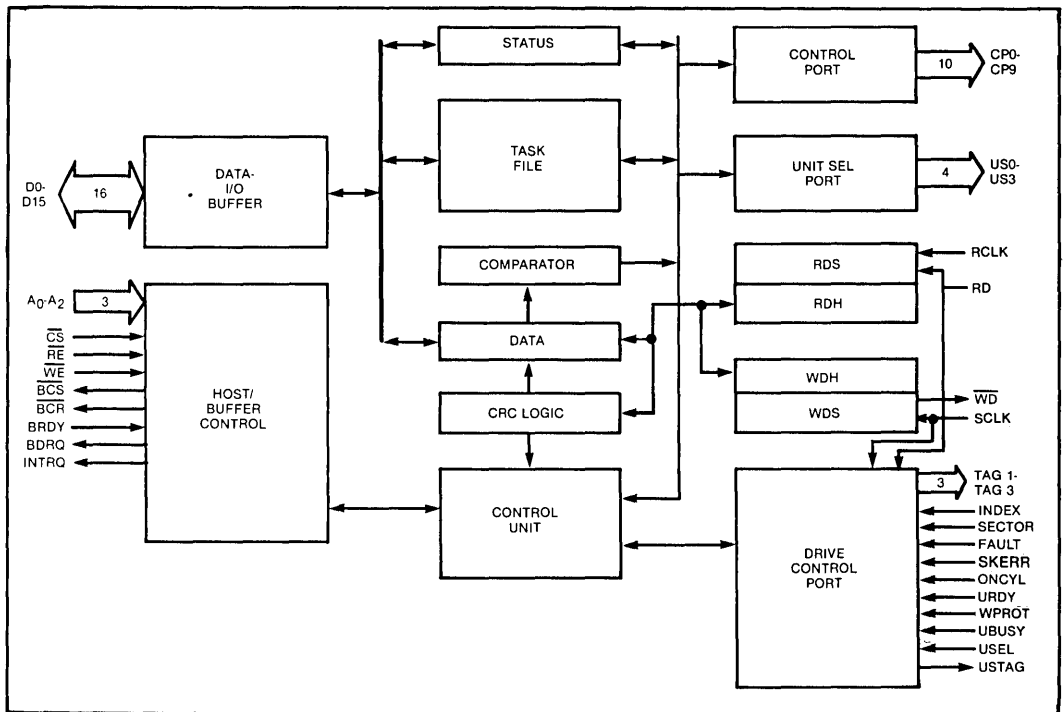 STATUS
CONTROL
PORT
10
CP0-
CP9
TASK
FILE
UNIT SEL
PORT
4
US0-
US3
DATA-
I/O
BUFFER
D0-
D15
16
COMPARATOR
RDS
RDH
RCLK
RD
A0-A2
3
CS
RE
WE
BCS
BCR
BRDY
BDRQ
INTRQ
HOST/
BUFFER
CONTROL
DATA
CRC LOGIC
WDH
WDS
WD
SCLK
CONTROL
UNIT
DRIVE
CONTROL
PORT
3
TAG 1-
TAG 3
INDEX
SECTOR
FAULT
SKERR
ONCYL
URDY
WPROT
UBUSY
USEL
USTAG